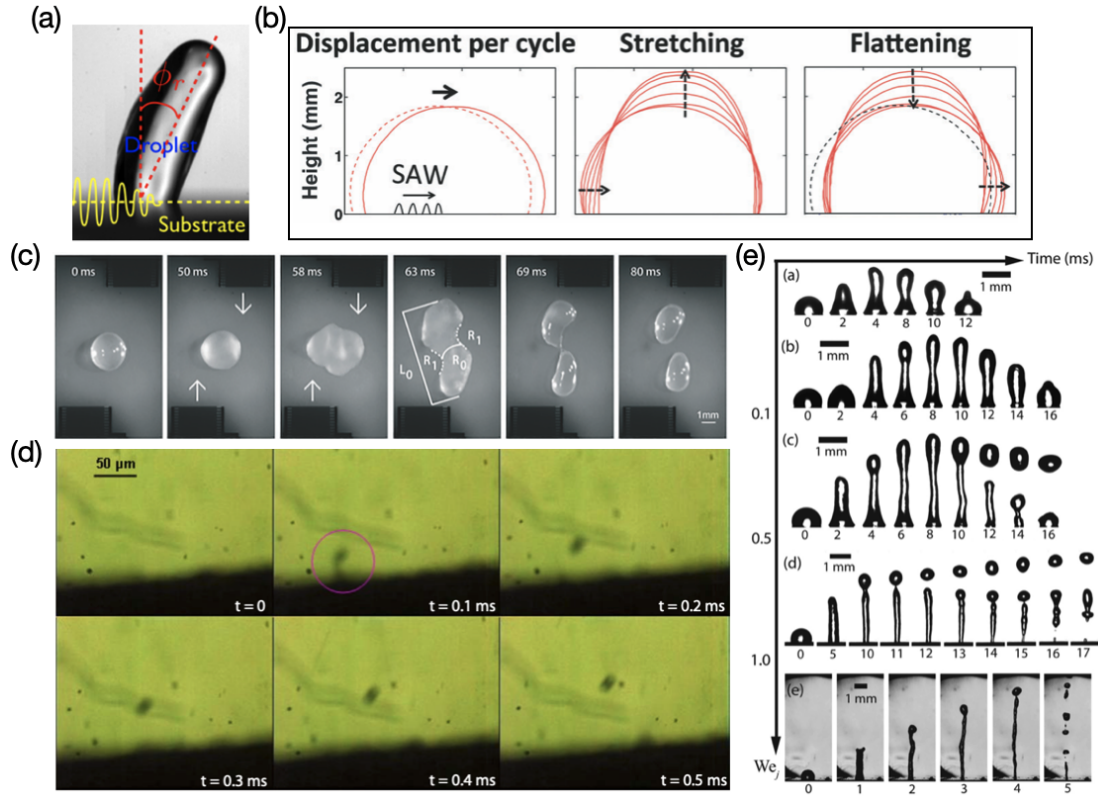 (a)
ϕr
Droplet
Substrate
(b)
Displacement per cycle
Stretching
Flattening
Height (mm)
2
1
0
SAW
(c)
0 ms
50 ms
58 ms
63 ms
69 ms
80 ms
L0
R1
R1
R0
1mm
(d)
50 µm
t = 0
t = 0.1 ms
t = 0.2 ms
t = 0.3 ms
t = 0.4 ms
t = 0.5 ms
(e)
Time (ms)
(a)
1 mm
0 2 4 8 10 12
(b)
1 mm
0 2 4 6 8 10 12 14 16
0.1
(c)
1 mm
0 2 4 6 8 10 12 14 16
0.5
(d)
1 mm
0 5 10 11 12 13 14 15 16 17
1.0
(e)
1 mm
0 1 2 3 4 5
Wej